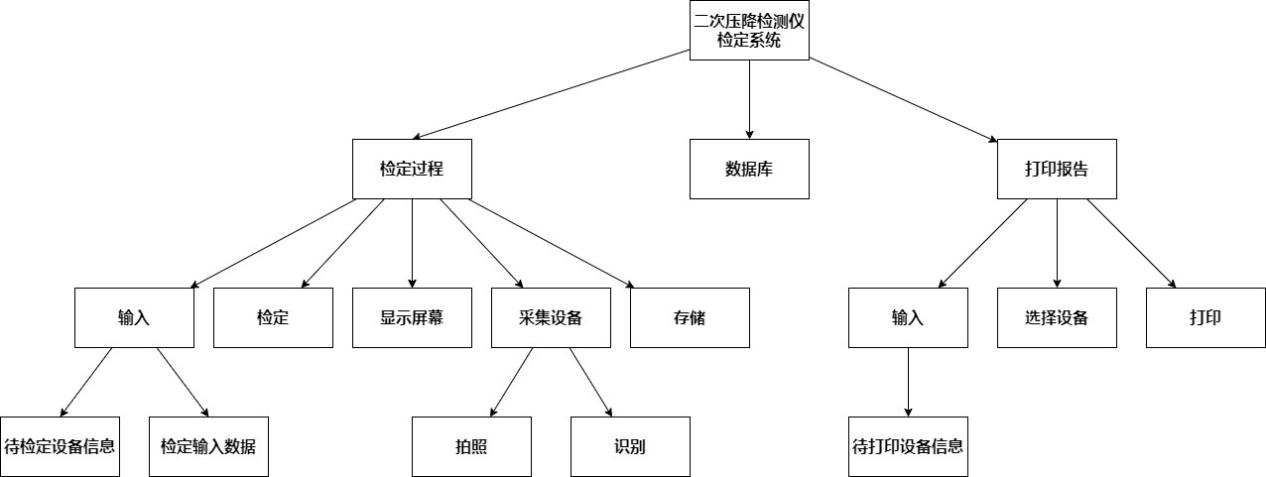 二次压降检测仪
检定系统
检定过程
数据库
打印报告
输入
检定
显示屏幕
采集设备
存储
输入
选择设备
打印
待检定设备信息
检定输入数据
拍照
识别
待打印设备信息